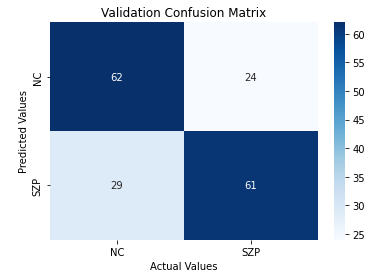 Validation Confusion Matrix
Predicted Values
NC
62
24
SZP
29
61
NC
SZP
Actual Values
60
55
50
45
40
35
30
25